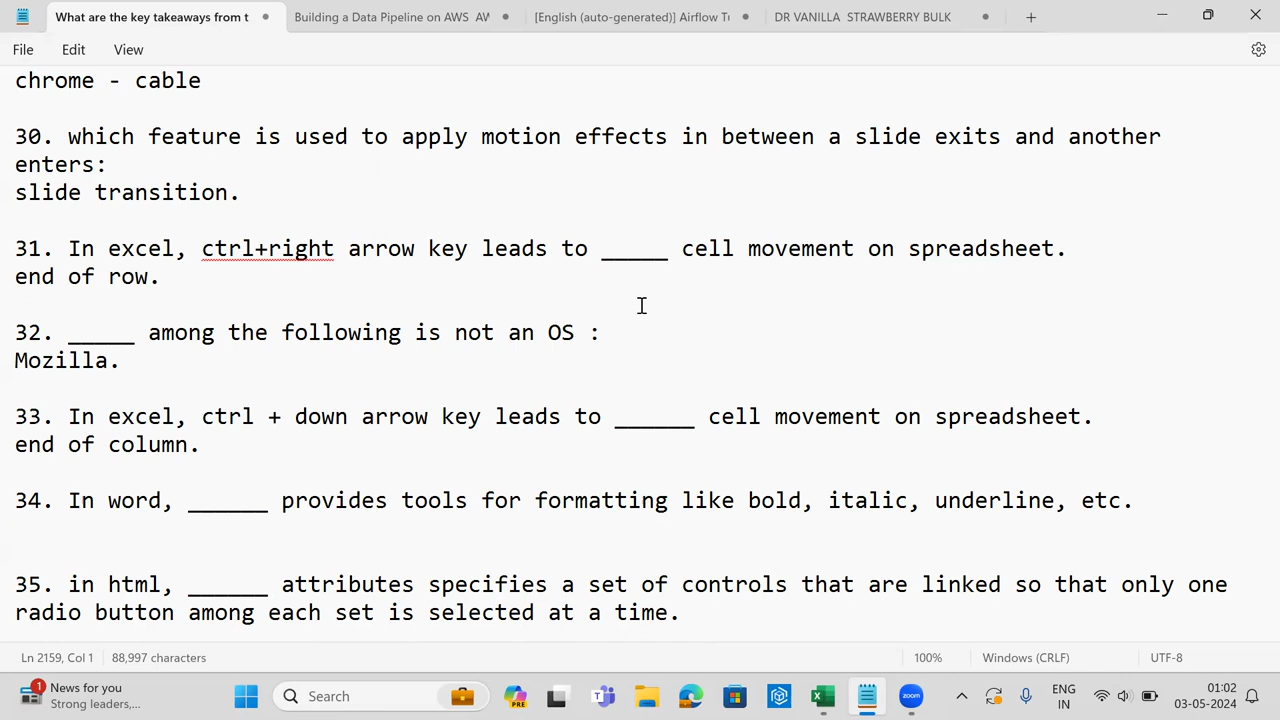 What are the key takeaways from t
Building a Data Pipeline on AWS AW
[English (auto-generated)] Airflow Tu
DR VANILLA STRAWBERRY BULK
File Edit View
chrome - cable
30. which feature is used to apply motion effects in between a slide exits and another
enters:
slide transition.
31. In excel, ctrl+right arrow key leads to _____ cell movement on spreadsheet.
end of row.
32. _____ among the following is not an OS :
Mozilla.
33. In excel, ctrl + down arrow key leads to ______ cell movement on spreadsheet.
end of column.
34. In word, ______ provides tools for formatting like bold, italic, underline, etc.
35. in html, ______ attributes specifies a set of controls that are linked so that only one
radio button among each set is selected at a time.
Ln 2159, Col 1 88,997 characters 100% Windows (CRLF) UTF-8
1 News for you
Strong leaders,...
Search
PRE
zoom
ENG
IN
01:02
03-05-2024